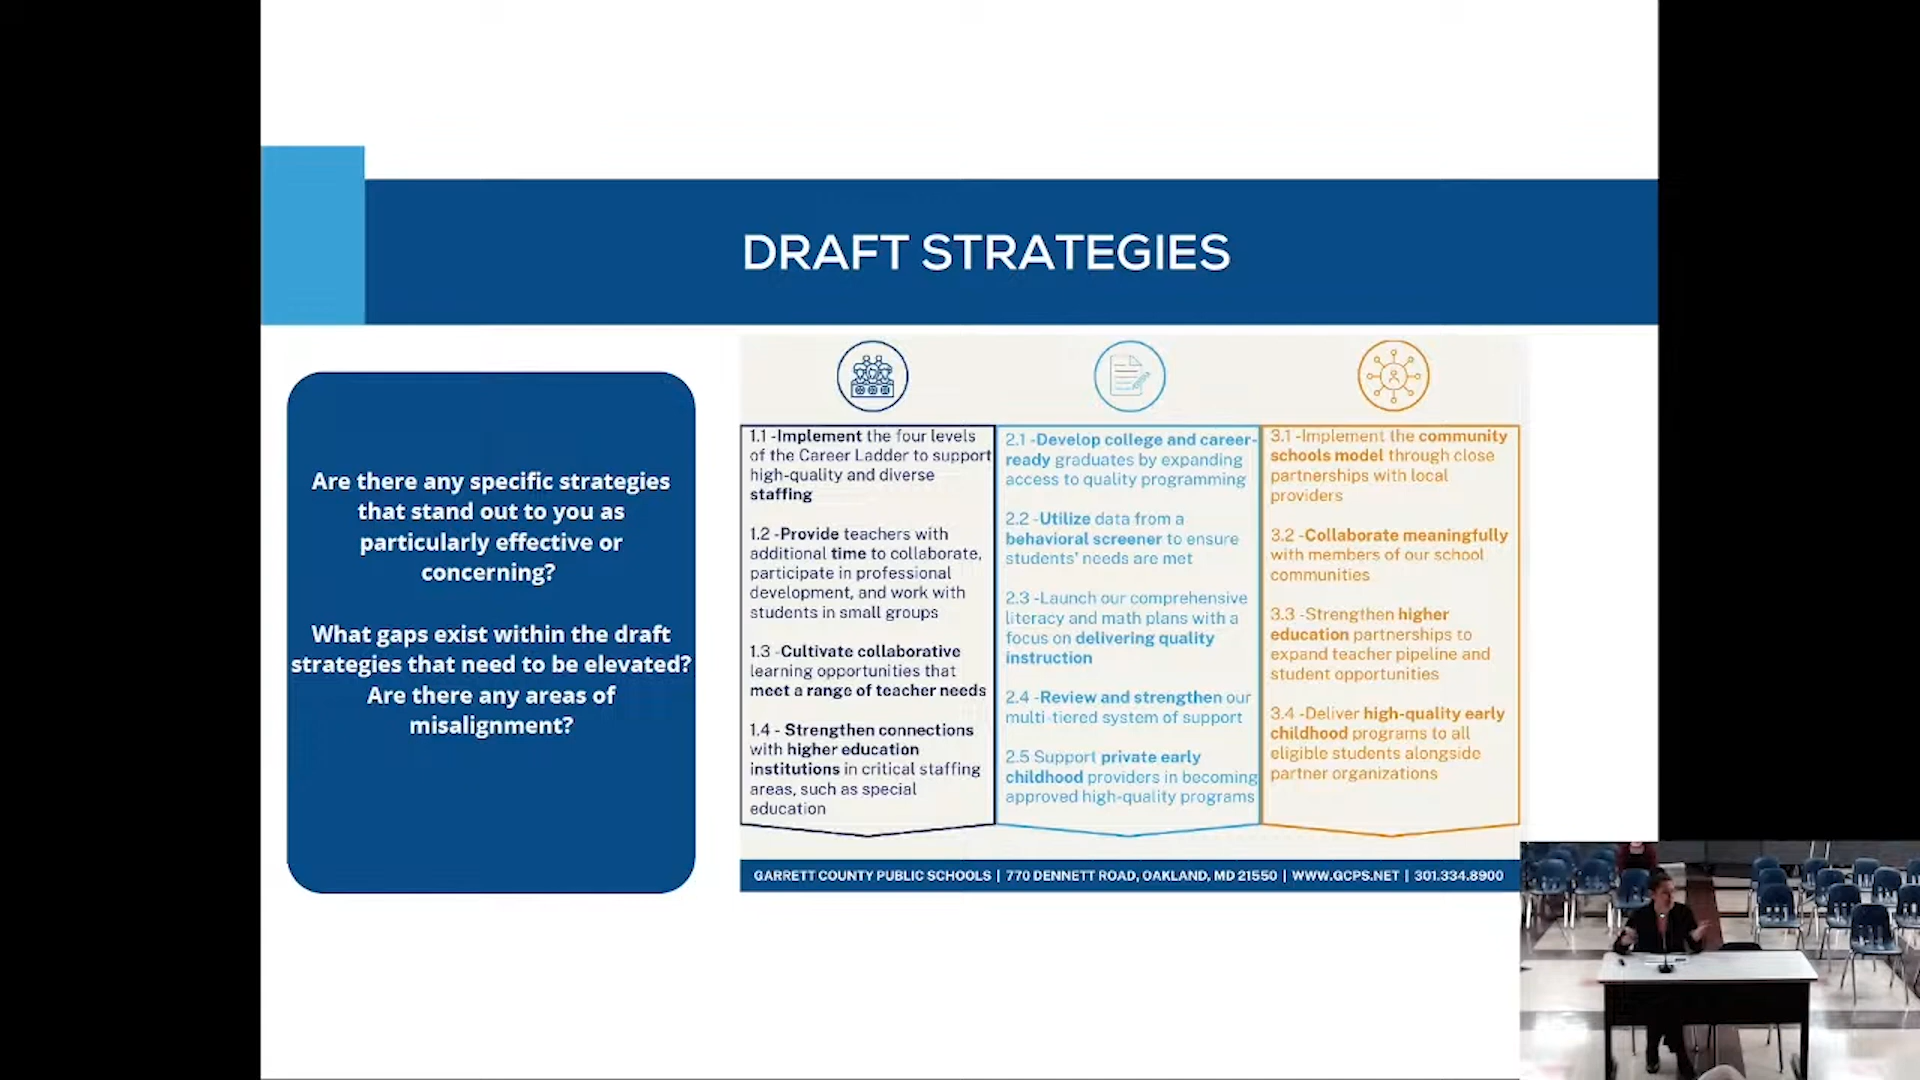 DRAFT STRATEGIES
Are there any specific strategies
that stand out to you as
particularly effective or
concerning?
What gaps exist within the draft
strategies that need to be elevated?
Are there any areas of
misalignment?
1.1 -Implement the four levels
of the Career Ladder to support
high-quality and diverse
staffing
1.2 -Provide teachers with
additional time to collaborate,
participate in professional
development, and work with
students in small groups
1.3 -Cultivate collaborative
learning opportunities that
meet a range of teacher needs
1.4 - Strengthen connections
with higher education
institutions in critical staffing
areas, such as special
education
2.1 -Develop college and career-
ready graduates by expanding
access to quality programming
2.2 -Utilize data from a
behavioral screener to ensure
students' needs are met
2.3 -Launch our comprehensive
literacy and math plans with a
focus on delivering quality
instruction
2.4 -Review and strengthen our
multi-tiered system of support
2.5 Support private early
childhood providers in becoming
approved high-quality programs
3.1 -Implement the community
schools model through close
partnerships with local
providers
3.2 -Collaborate meaningfully
with members of our school
communities
3.3 -Strengthen higher
education partnerships to
expand teacher pipeline and
student opportunities
3.4 -Deliver high-quality early
childhood programs to all
eligible students alongside
partner organizations
GARRETT COUNTY PUBLIC SCHOOLS | 770 DENNETT ROAD, OAKLAND, MD 21550 | WWW.GCPS.NET | 301.334.8900